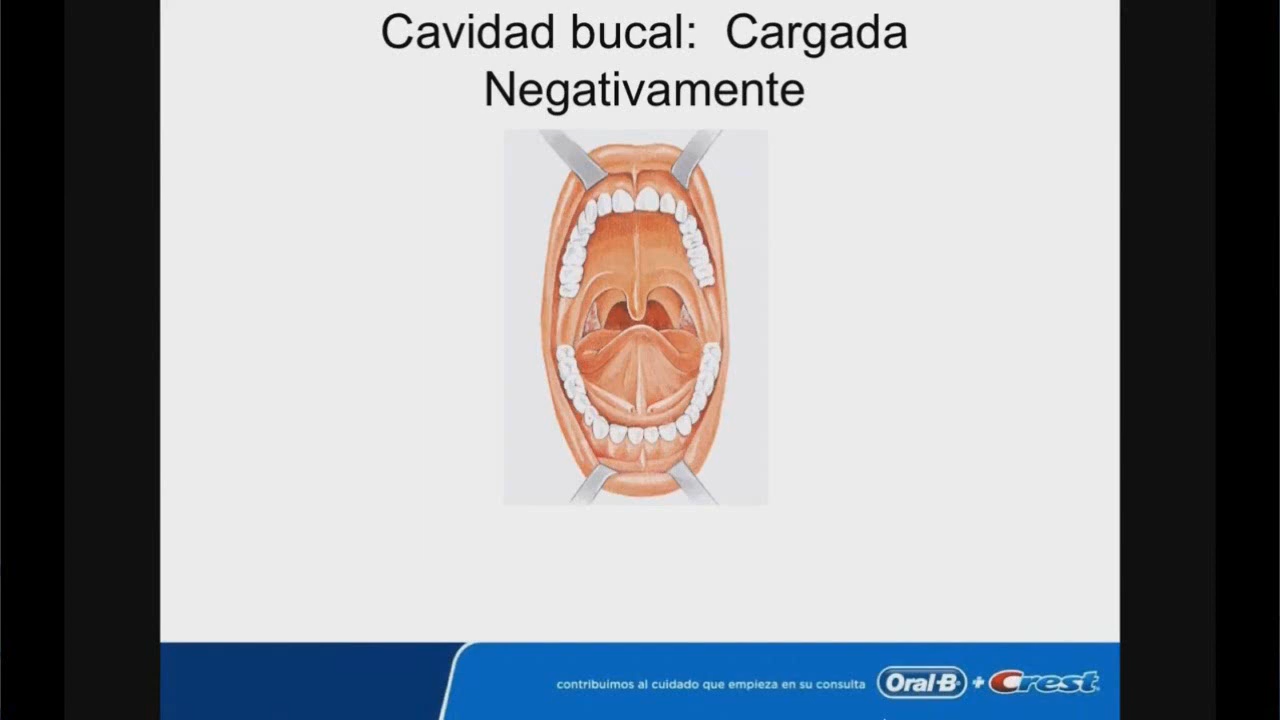 Cavidad bucal: Cargada
Negativamente
contribuimos al cuidado que empieza en su consulta Oral-B + Crest